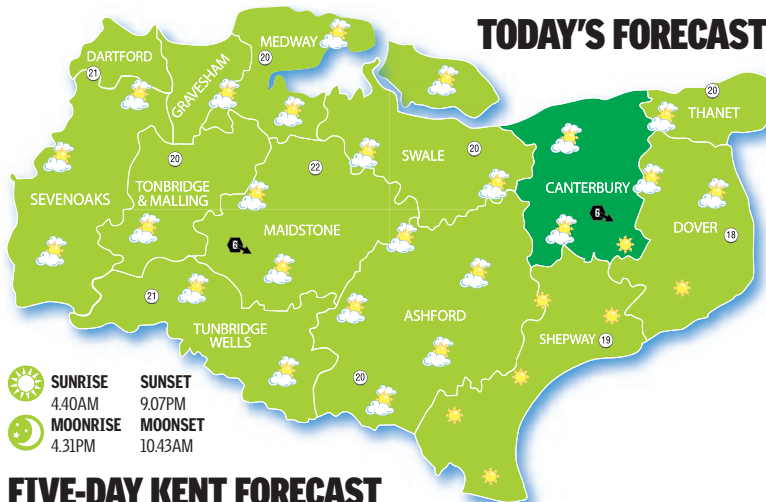 TODAY'S FORECAST
MEDWAY
20
DARTFORD
21
GRAVESHAM
20
THANET
20
SWALE
20
22
SEVENOAKS
TONBRIDGE
& MALLING
CANTERBURY
6
MAIDSTONE
6
DOVER
18
21
TUNBRIDGE
WELLS
ASHFORD
20
SHEPWAY
19
SUNRISE
4.40AM
SUNSET
9.07PM
MOONRISE
4.31PM
MOONSET
10.43AM
FIVE-DAY KENT FORECAST